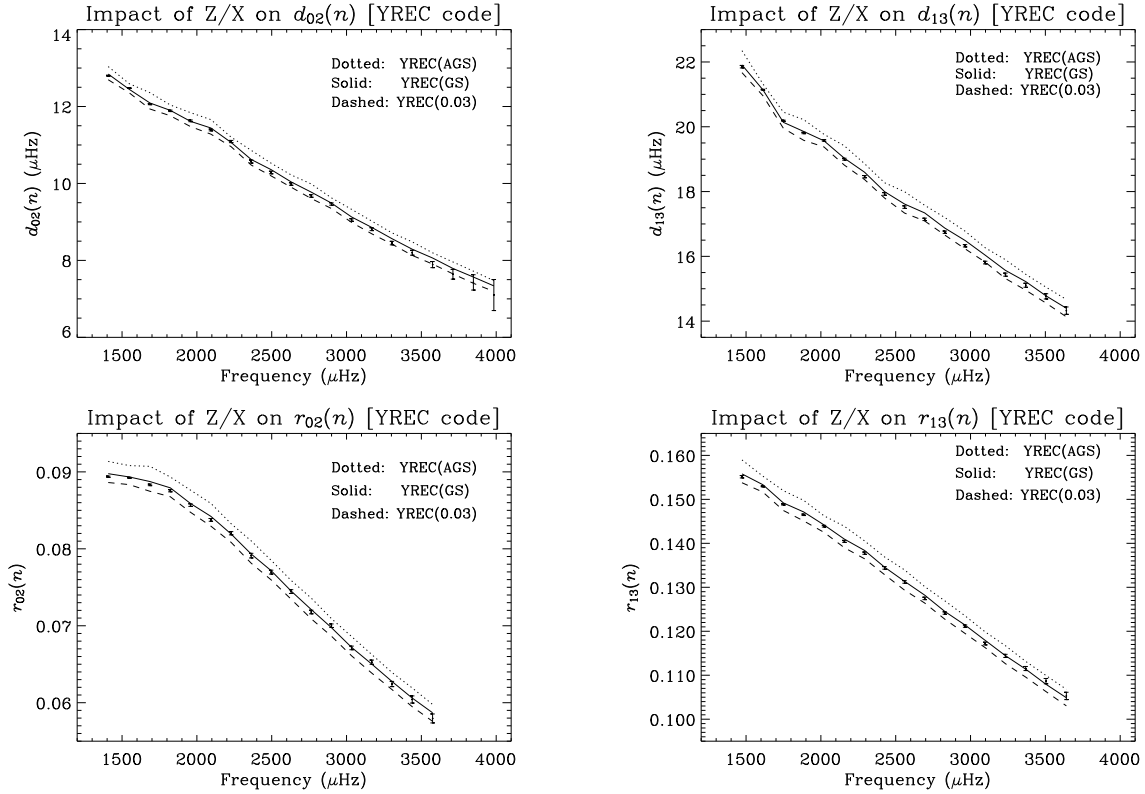 Impact of Z/X on d₀₂(n) [YREC code]
14
12
10
8
6
d₀₂(n) (μHz)
Dotted: YREC(AGS)
Solid: YREC(GS)
Dashed: YREC(0.03)
1500 2000 2500 3000 3500 4000
Frequency (μHz)
Impact of Z/X on d₁₃(n) [YREC code]
22
20
18
16
14
d₁₃(n) (μHz)
Dotted: YREC(AGS)
Solid: YREC(GS)
Dashed: YREC(0.03)
1500 2000 2500 3000 3500 4000
Frequency (μHz)
Impact of Z/X on r₀₂(n) [YREC code]
0.09
0.08
0.07
0.06
r₀₂(n)
Dotted: YREC(AGS)
Solid: YREC(GS)
Dashed: YREC(0.03)
1500 2000 2500 3000 3500 4000
Frequency (μHz)
Impact of Z/X on r₁₃(n) [YREC code]
0.160
0.150
0.140
0.130
0.120
0.110
0.100
r₁₃(n)
Dotted: YREC(AGS)
Solid: YREC(GS)
Dashed: YREC(0.03)
1500 2000 2500 3000 3500 4000
Frequency (μHz)